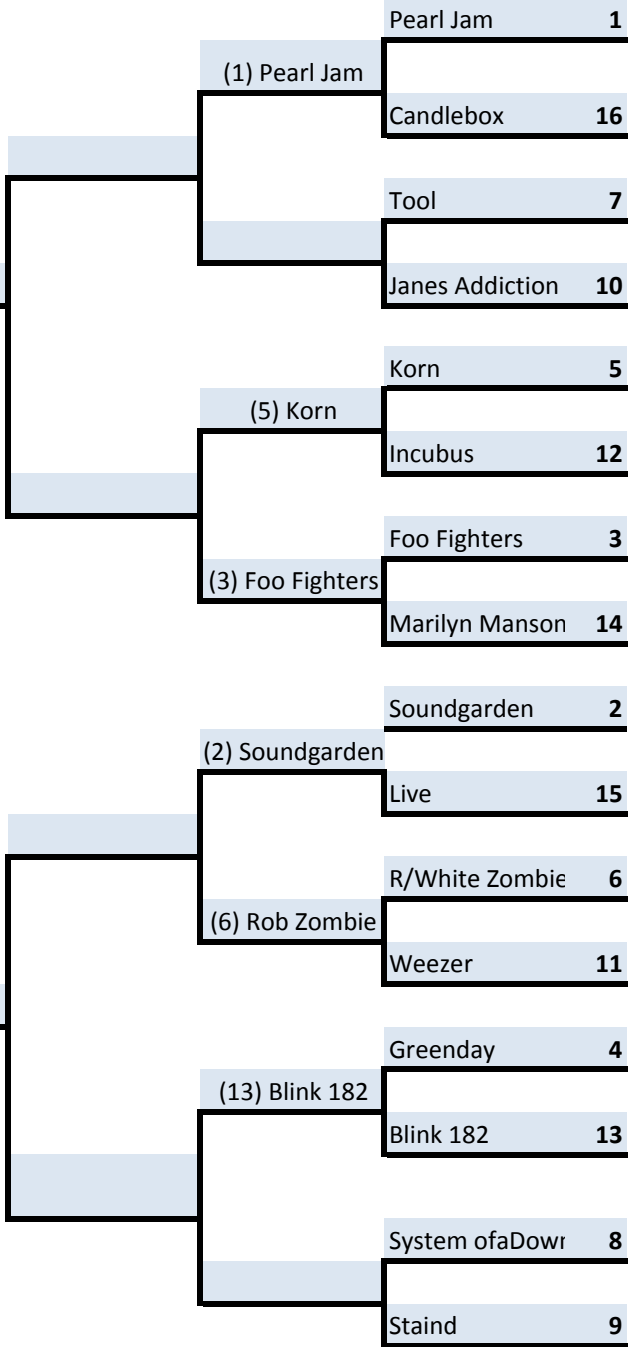 Pearl Jam 1
(1) Pearl Jam
Candlebox 16
Tool 7
Janes Addiction 10
Korn 5
(5) Korn
Incubus 12
Foo Fighters 3
(3) Foo Fighters
Marilyn Manson 14
Soundgarden 2
(2) Soundgarden
Live 15
R/White Zombie 6
(6) Rob Zombie
Weezer 11
Greenday 4
(13) Blink 182
Blink 182 13
System ofaDown 8
Staind 9